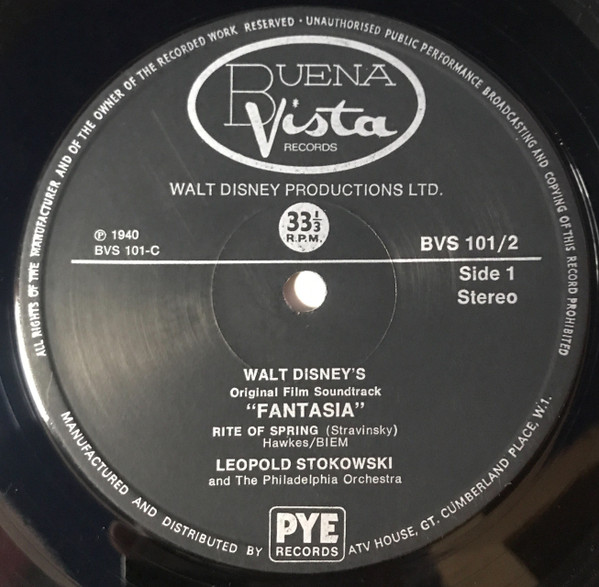 ALL RIGHTS OF THE MANUFACTURER AND OF THE OWNER OF THE RECORDED WORK RESERVED · UNAUTHORISED PUBLIC PERFORMANCE BROADCASTING AND COPYING OF THIS RECORD PROHIBITED
BUENA
Vista
RECORDS
WALT DISNEY PRODUCTIONS LTD.
33⅓
R.P.M.
℗ 1940
BVS 101-C
BVS 101/2
Side 1
Stereo
WALT DISNEY'S
Original Film Soundtrack
"FANTASIA"
RITE OF SPRING (Stravinsky)
Hawkes/BIEM
LEOPOLD STOKOWSKI
and The Philadelphia Orchestra
MANUFACTURED AND DISTRIBUTED BY PYE RECORDS ATV HOUSE, GT. CUMBERLAND PLACE, W.1.